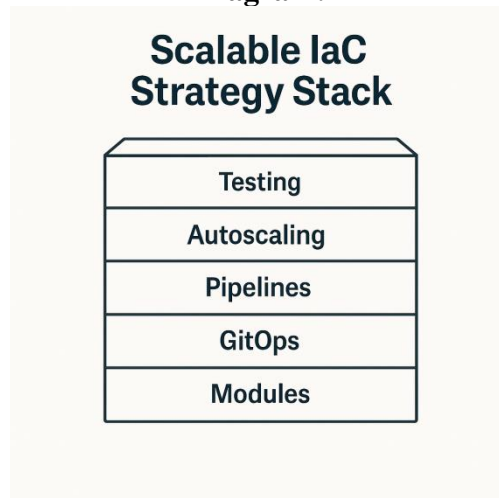 Scalable IaC
Strategy Stack
Testing
Autoscaling
Pipelines
GitOps
Modules